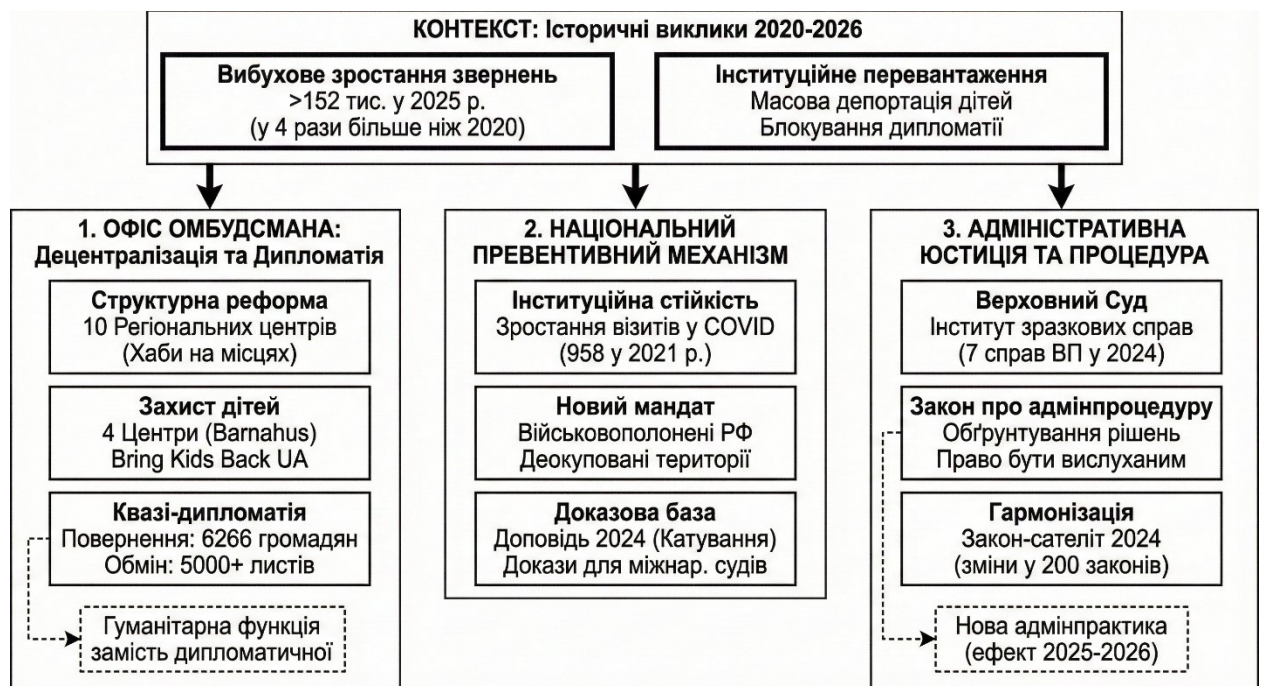 КОНТЕКСТ: Історичні виклики 2020-2026
Вибухове зростання звернень
>152 тис. у 2025 р.
(у 4 рази більше ніж 2020)
Інституційне перевантаження
Масова депортація дітей
Блокування дипломатії
1. ОФІС ОМБУДСМАНА:
Децентралізація та Дипломатія
Структурна реформа
10 Регіональних центрів
(Хаби на місцях)
Захист дітей
4 Центри (Barnahus)
Bring Kids Back UA
Квазі-дипломатія
Повернення: 6266 громадян
Обмін: 5000+ листів
Гуманітарна функція
замість дипломатичної
2. НАЦІОНАЛЬНИЙ
ПРЕВЕНТИВНИЙ МЕХАНІЗМ
Інституційна стійкість
Зростання візитів у COVID
(958 у 2021 р.)
Новий мандат
Військовополонені РФ
Деокуповані території
Доказова база
Доповідь 2024 (Катування)
Докази для міжнар. судів
3. АДМІНІСТРАТИВНА
ЮСТИЦІЯ ТА ПРОЦЕДУРА
Верховний Суд
Інститут зразкових справ
(7 справ ВП у 2024)
Закон про адмінпроцедуру
Обґрунтування рішень
Право бути вислуханим
Гармонізація
Закон-сателіт 2024
(зміни у 200 законів)
Нова адмінпрактика
(ефект 2025-2026)